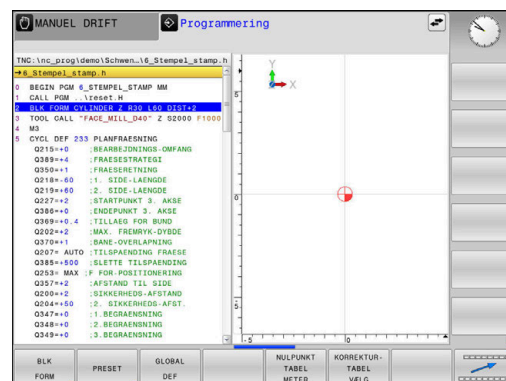 MANUEL DRIFT
Programmering
TNC:\nc_prog\demo\Schwen…\6_Stempel_stamp.h
→6_Stempel_stamp.h
0 BEGIN PGM 6_STEMPEL_STAMP MM
1 CALL PGM ..\reset.H
2 BLK FORM CYLINDER Z R30 L60 DIST+2
3 TOOL CALL "FACE_MILL_D40" Z S2000 F1000
4 M3
5 CYCL DEF 233 PLANFRAESNING
Q215=+0 ;BEARBEJDNINGS-OMFANG
Q389=+4 ;FRAESESTRATEGI
Q350=+1 ;FRAESERETNING
Q218=-60 ;1. SIDE-LAENGDE
Q219=+60 ;2. SIDE-LAENGDE
Q227=+2 ;STARTPUNKT 3. AKSE
Q386=+0 ;ENDEPUNKT 3. AKSE
Q369=+0.4 ;TILLAEG FOR BUND
Q202=+2 ;MAX. FREMRYK-DYBDE
Q370=+1 ;BANE-OVERLAPNING
Q207= AUTO ;TILSPAENDING FRAESE
Q385=+500 ;SLETTE TILSPAENDING
Q253= MAX ;F FOR-POSITIONERING
Q357=+2 ;AFSTAND TIL SIDE
Q200=+2 ;SIKKERHEDS-AFSTAND
Q204=+50 ;2. SIKKERHEDS-AFST.
Q347=+0 ;1.BEGRAENSNING
Q348=+0 ;2.BEGRAENSNING
Q349=+0 ;3.BEGRAENSNING
Y
X
5
0
5
-5
0
BLK FORM
PRESET
GLOBAL DEF
NULPUNKT TABEL METER
KORREKTUR-TABEL VÆLG